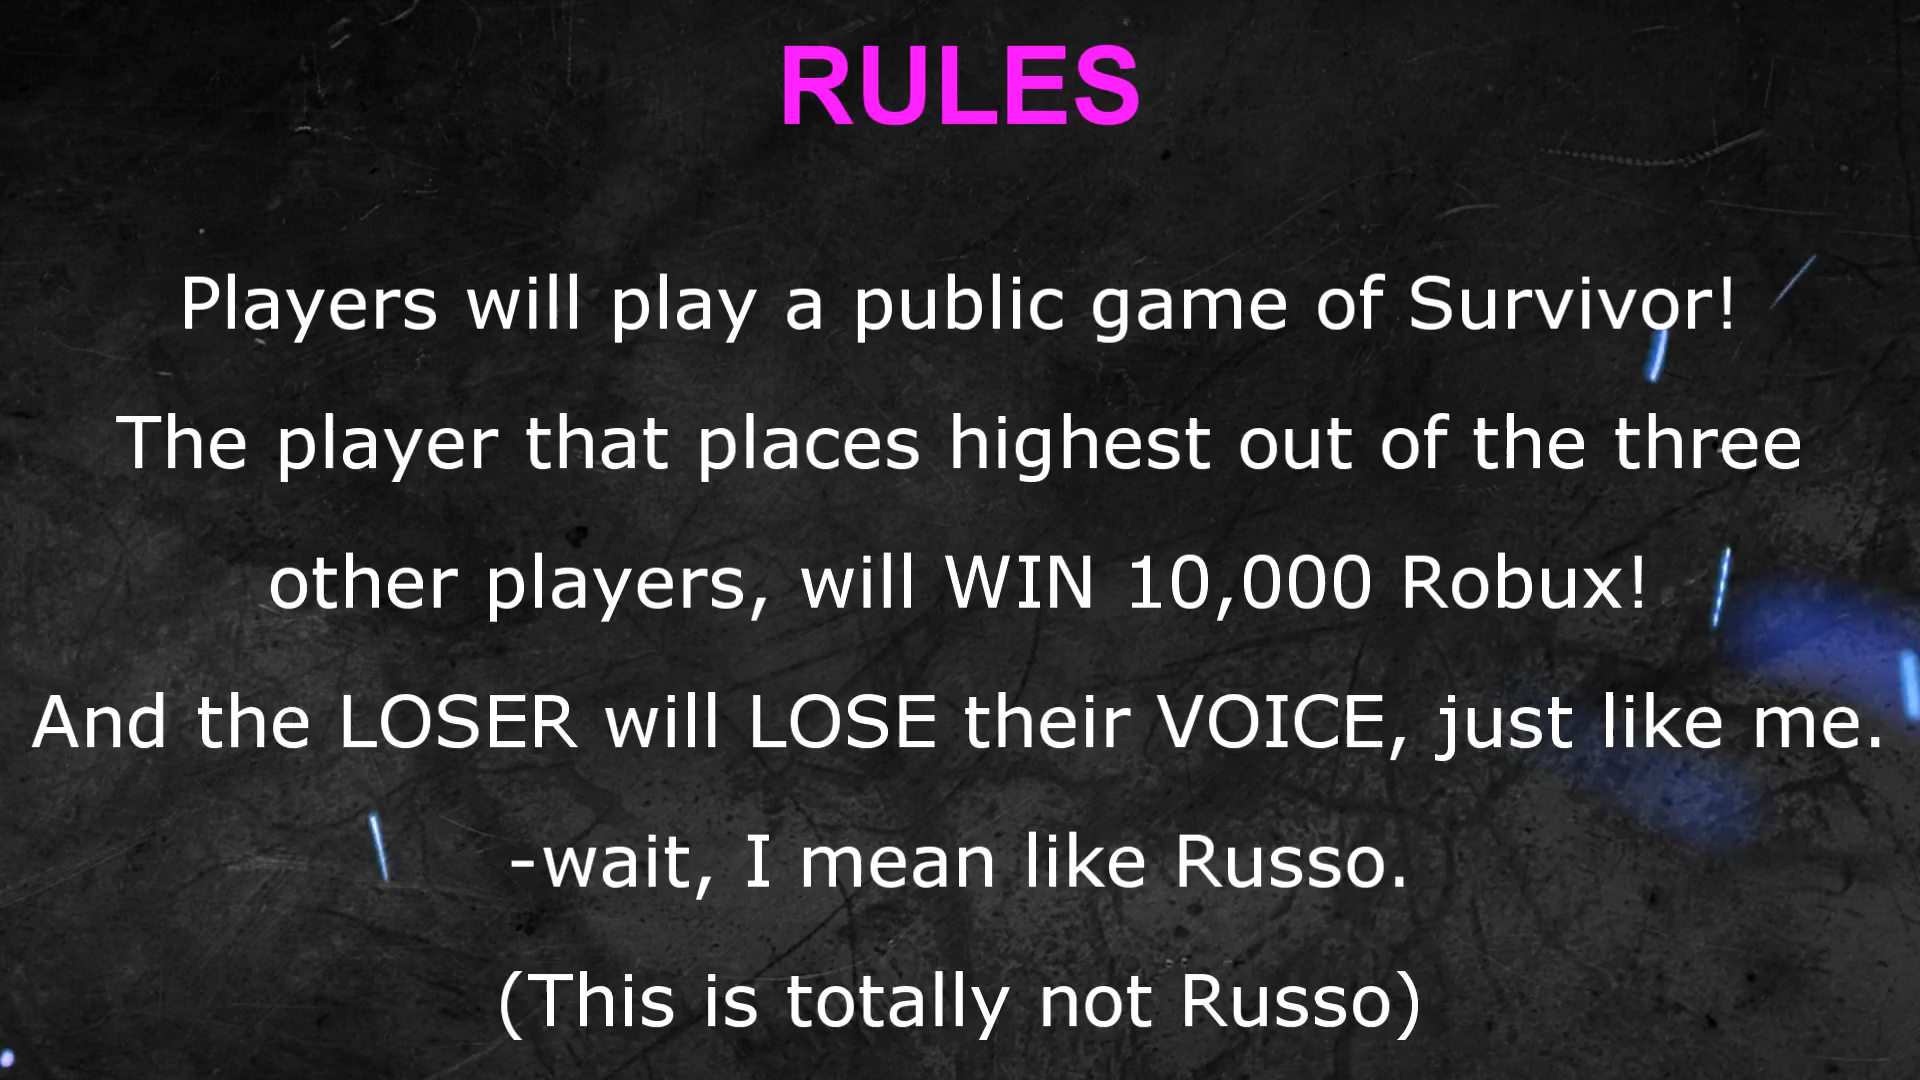 RULES
Players will play a public game of Survivor!
The player that places highest out of the three
other players, will WIN 10,000 Robux!
And the LOSER will LOSE their VOICE, just like me.
-wait, I mean like Russo.
(This is totally not Russo)